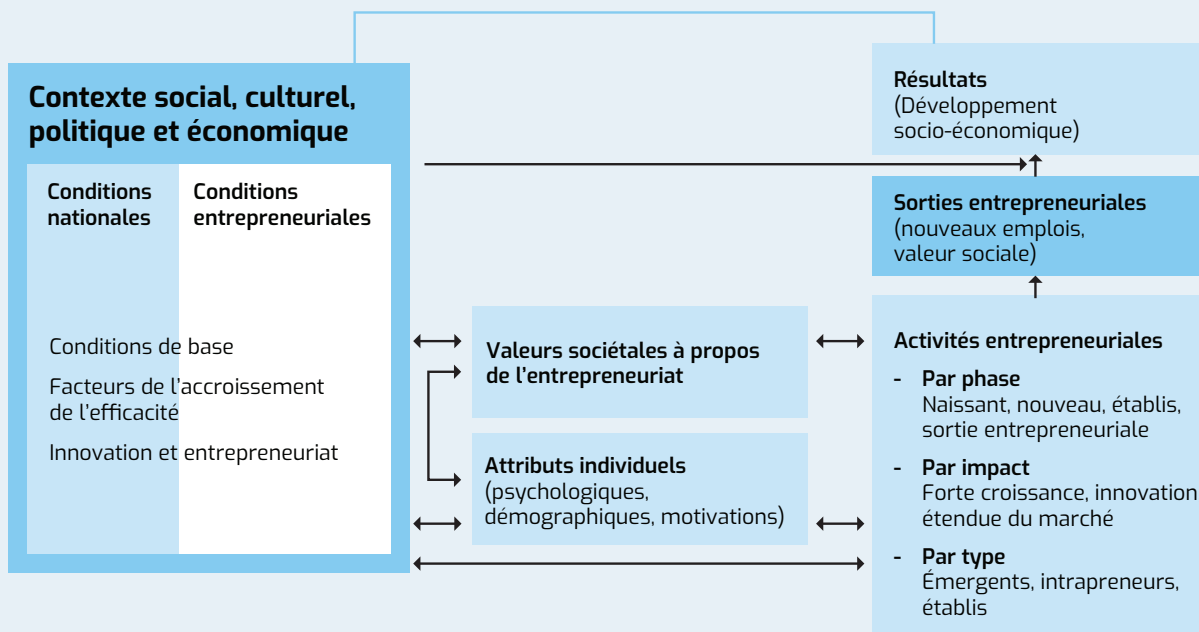 Contexte social, culturel,
politique et économique
Conditions
nationales
Conditions
entrepreneuriales
Conditions de base
Facteurs de l’accroissement
de l’efficacité
Innovation et entrepreneuriat
Valeurs sociétales à propos
de l’entrepreneuriat
Attributs individuels
(psychologiques,
démographiques, motivations)
Résultats
(Développement
socio-économique)
Sorties entrepreneuriales
(nouveaux emplois,
valeur sociale)
Activités entrepreneuriales
- Par phase
Naissant, nouveau, établis,
sortie entrepreneuriale
- Par impact
Forte croissance, innovation
étendue du marché
- Par type
Émergents, intrapreneurs,
établis